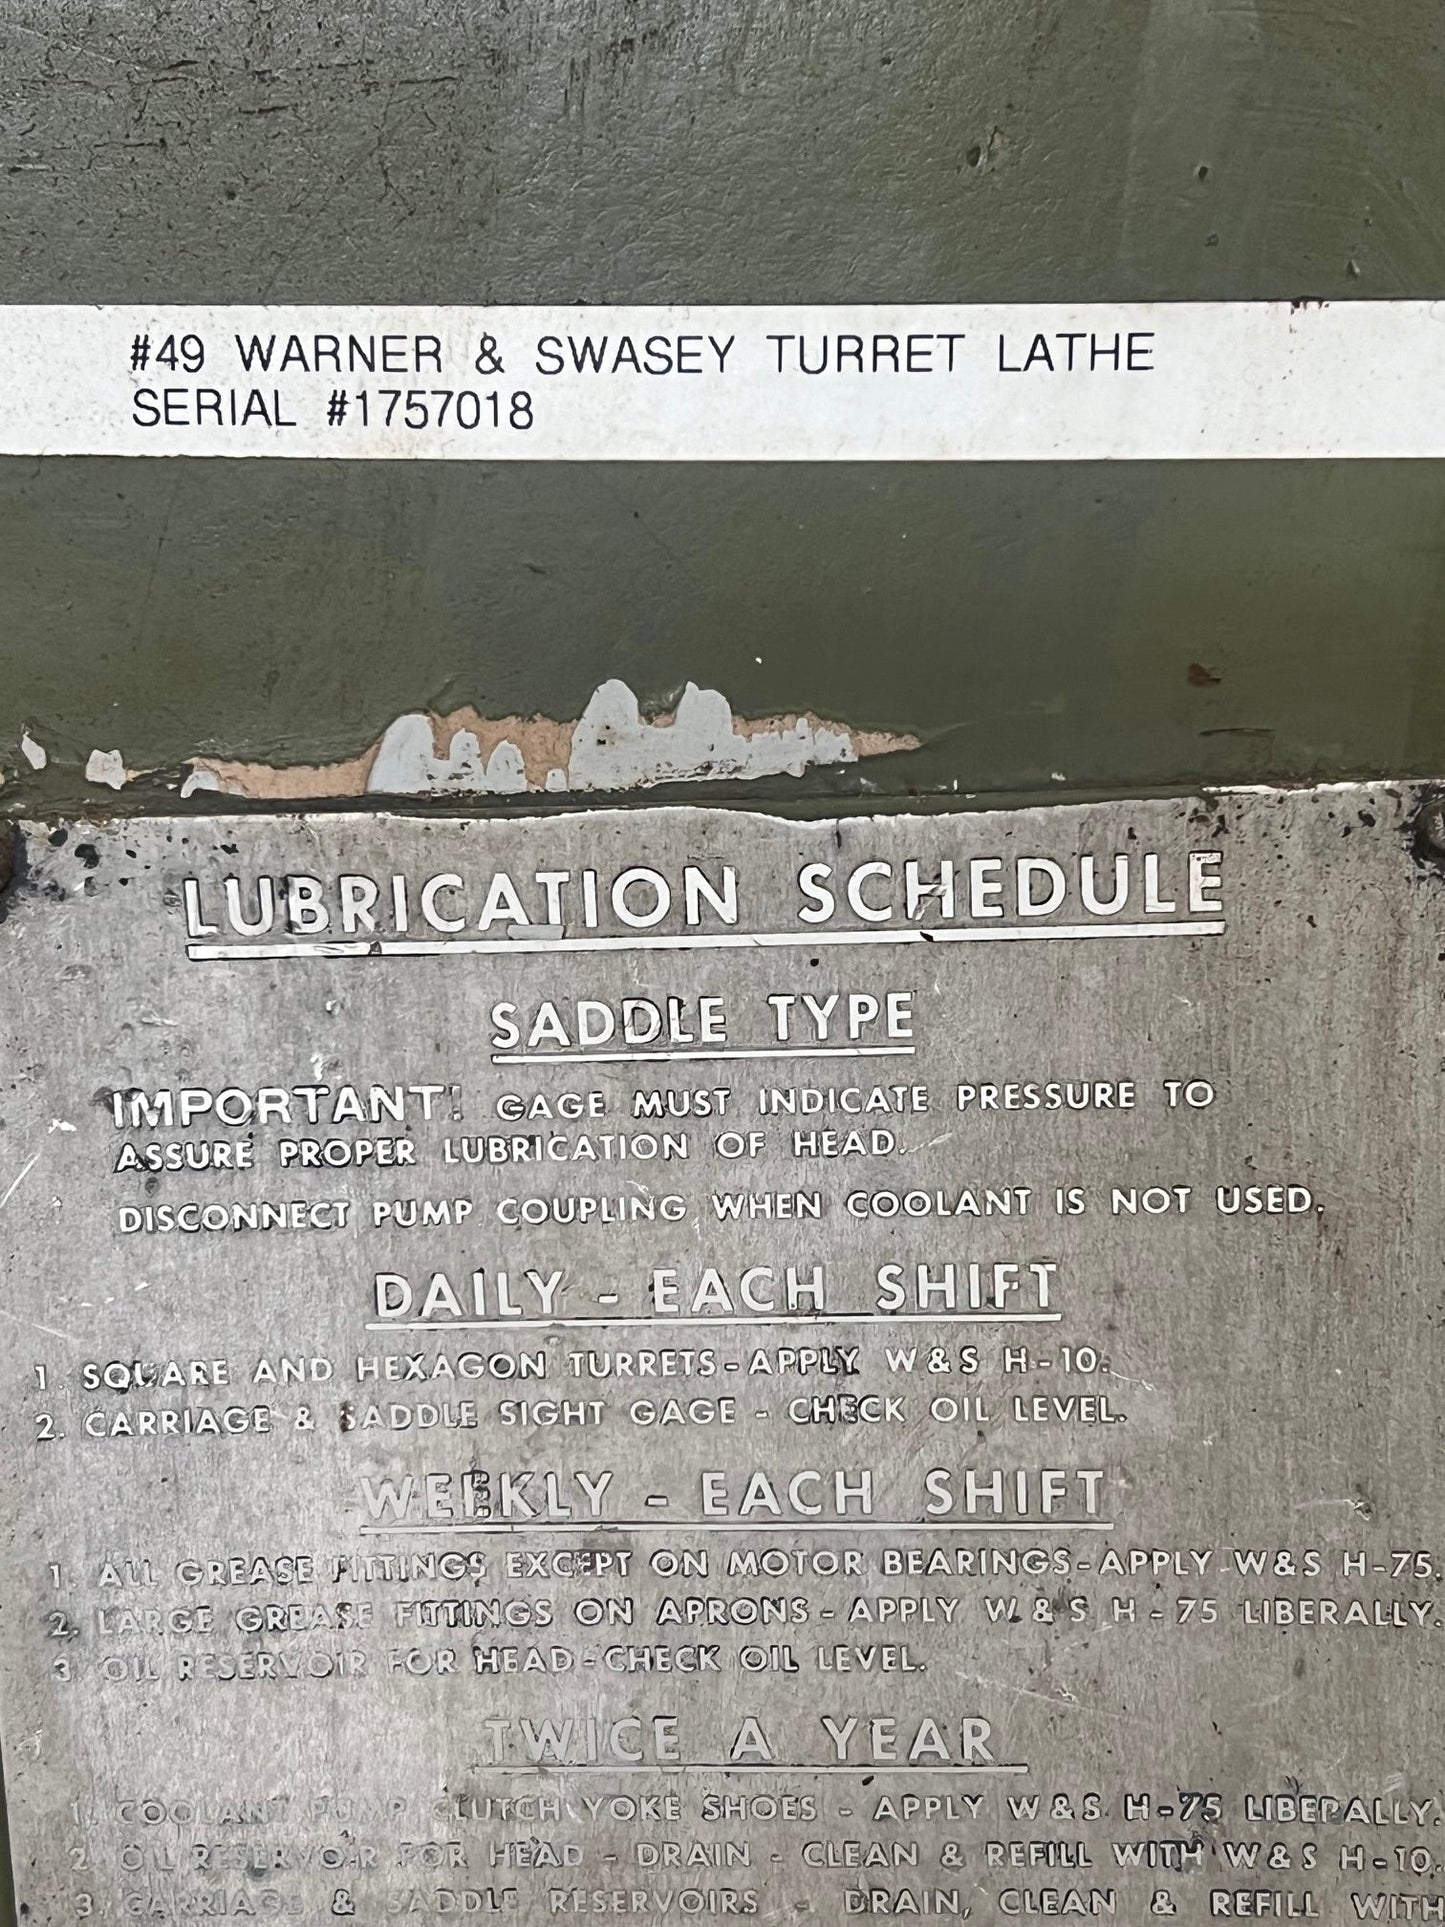 #49 WARNER & SWASEY TURRET LATHE
SERIAL #1757018
LUBRICATION SCHEDULE
SADDLE TYPE
IMPORTANT! GAGE MUST INDICATE PRESSURE TO
ASSURE PROPER LUBRICATION OF HEAD.
DISCONNECT PUMP COUPLING WHEN COOLANT IS NOT USED.
DAILY - EACH SHIFT
1. SQUARE AND HEXAGON TURRETS - APPLY W & S H-10.
2. CARRIAGE & SADDLE SIGHT GAGE - CHECK OIL LEVEL.
WEEKLY - EACH SHIFT
1. ALL GREASE FITTINGS EXCEPT ON MOTOR BEARINGS - APPLY W & S H-75.
2. LARGE GREASE FITTINGS ON APRONS - APPLY W & S H-75 LIBERALLY.
3. OIL RESERVOIR FOR HEAD - CHECK OIL LEVEL.
TWICE A YEAR
1. COOLANT PUMP CLUTCH YOKE SHOES - APPLY W & S H-75 LIBERALLY.
2. OIL RESERVOIR FOR HEAD - DRAIN - CLEAN & REFILL WITH W & S H-10.
3. CARRIAGE & SADDLE RESERVOIRS - DRAIN, CLEAN & REFILL WITH